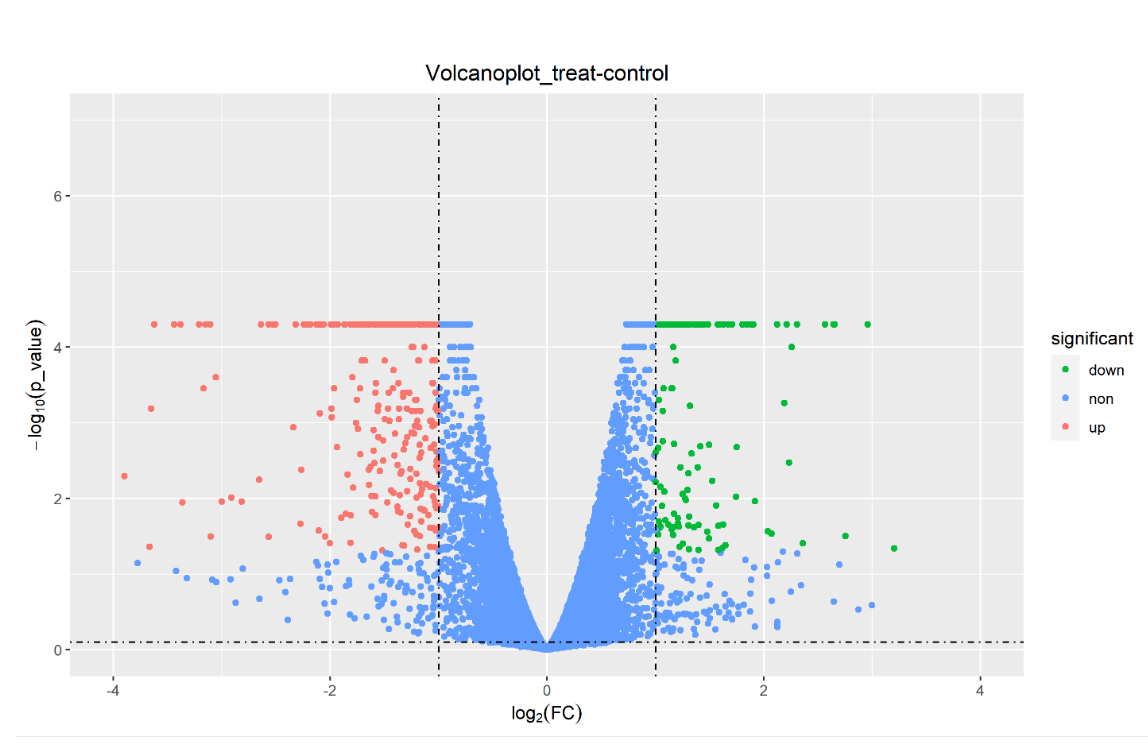 Volcanoplot_treat-control
−log₁₀(p_value)
6
4
2
0
-4 -2 0 2 4
log₂(FC)
significant
down
non
up